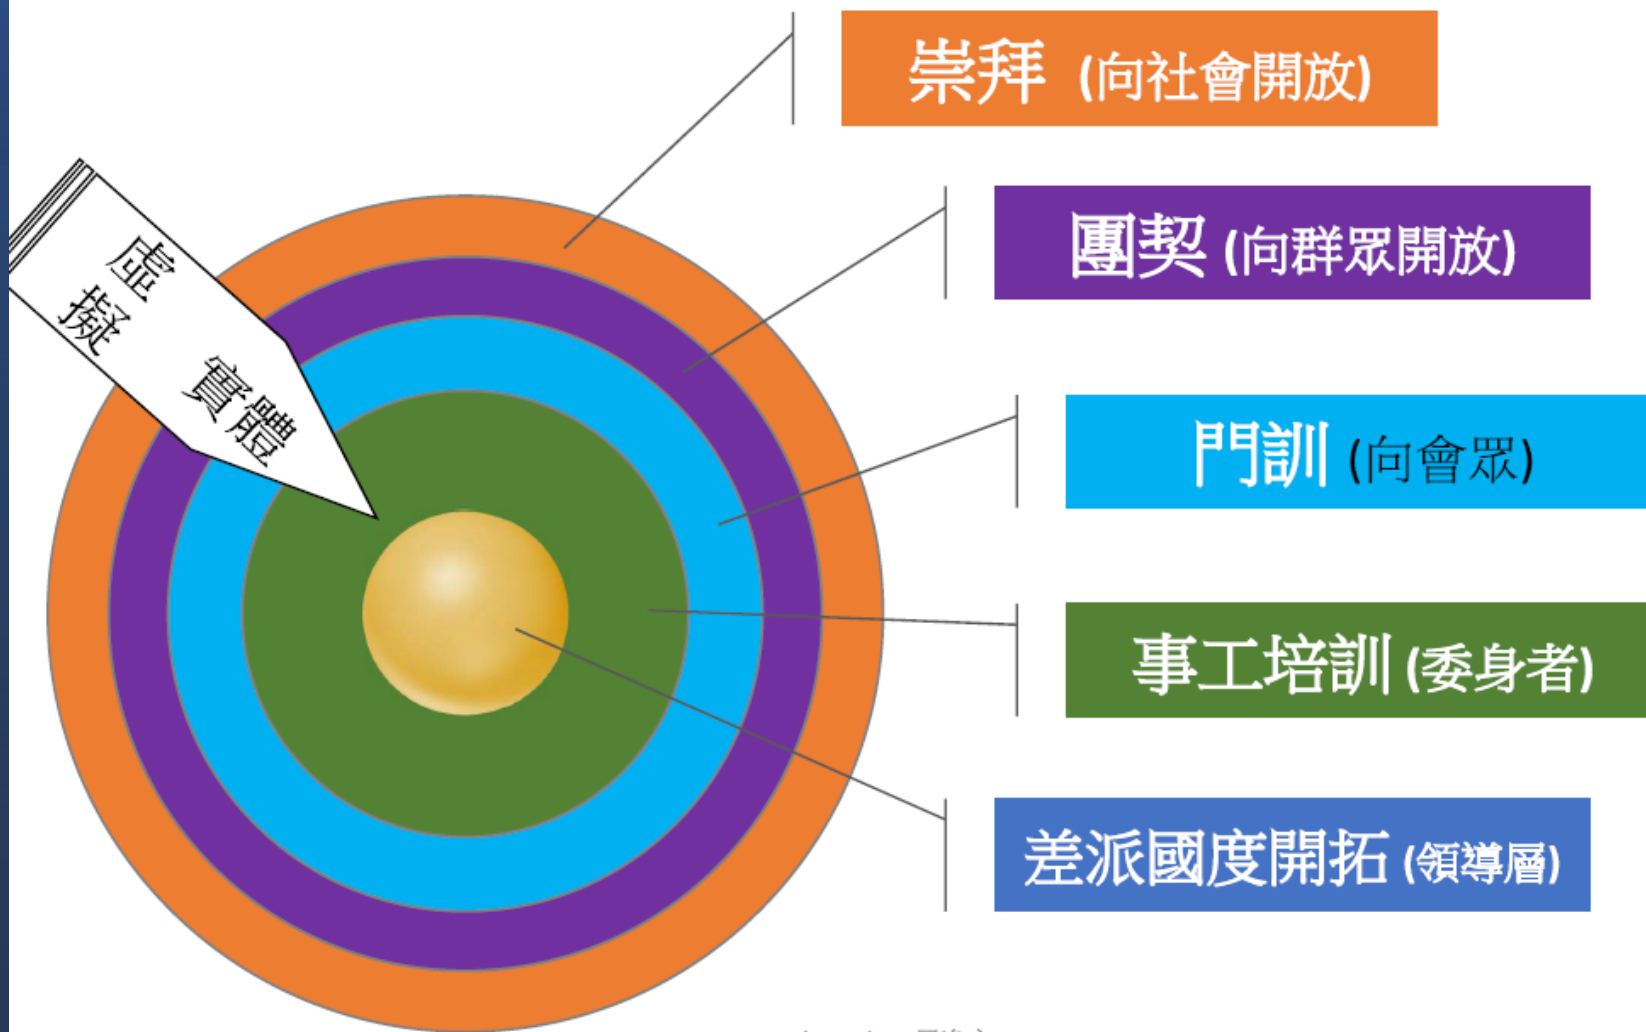 崇拜 (向社會開放)
團契 (向群眾開放)
虛
擬
實體
門訓 (向會眾)
事工培訓 (委身者)
差派國度開拓 (領導層)